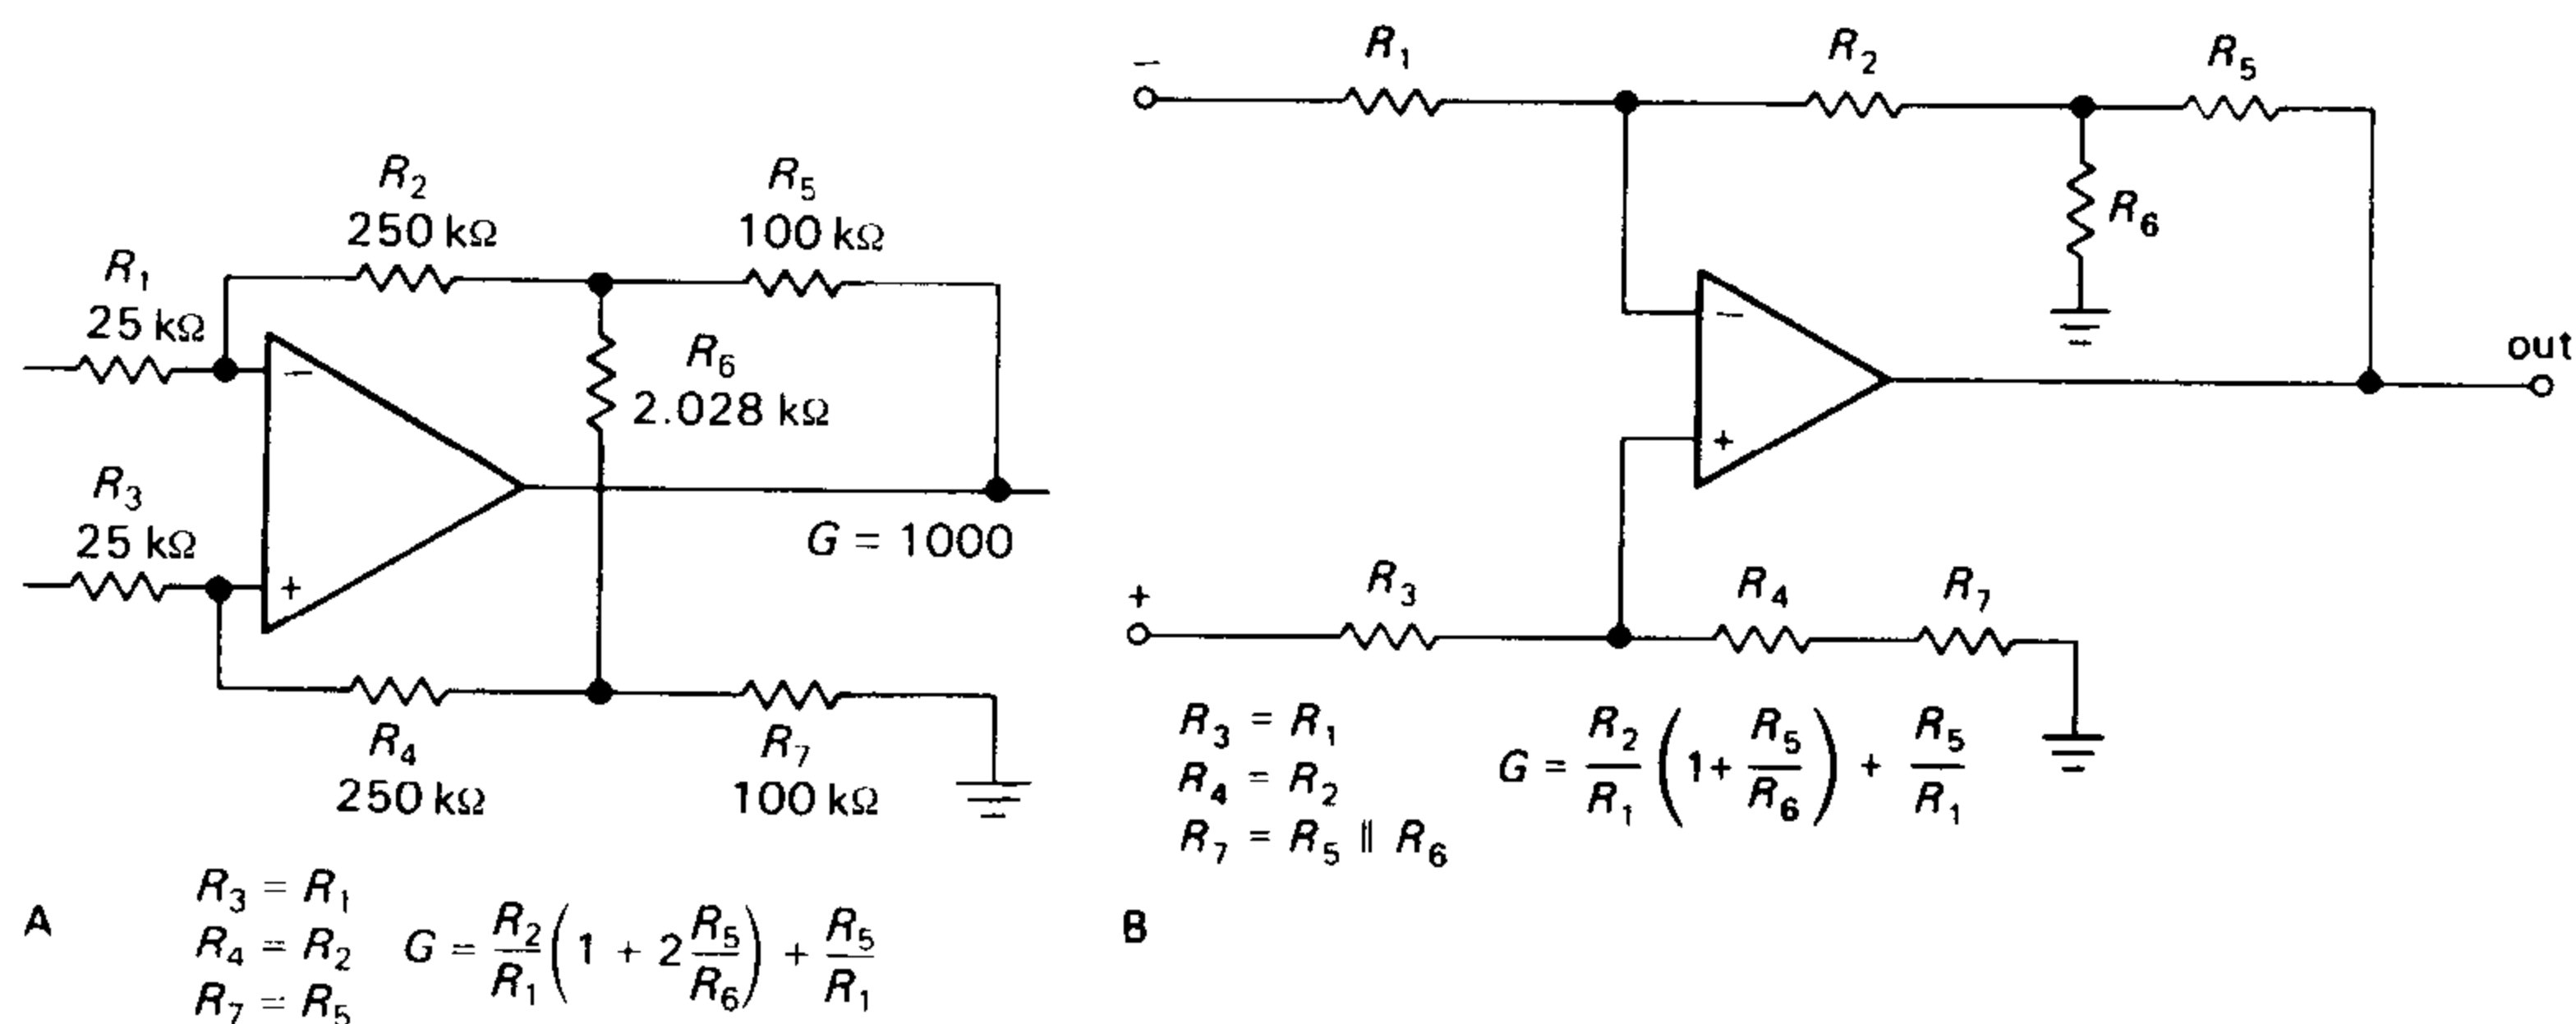 R₁
25 kΩ
R₂
250 kΩ
R₅
100 kΩ
R₆
2.028 kΩ
−
+
R₃
25 kΩ
G = 1000
R₄
250 kΩ
R₇
100 kΩ
A
R₃ = R₁
R₄ = R₂
R₇ = R₅
G = R₂/R₁ (1 + 2 R₅/R₆) + R₅/R₁
−
R₁
R₂
R₅
R₆
−
+
out
+
R₃
R₄
R₇
R₃ = R₁
R₄ = R₂
R₇ = R₅ ∥ R₆
G = R₂/R₁ (1+ R₅/R₆) + R₅/R₁
B